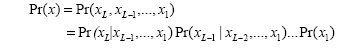 Pr(x) = Pr(x_L, x_{L-1},..., x_1)
= Pr(x_L|x_{L-1},..., x_1) Pr(x_{L-1} | x_{L-2},..., x_1)... Pr(x_1)